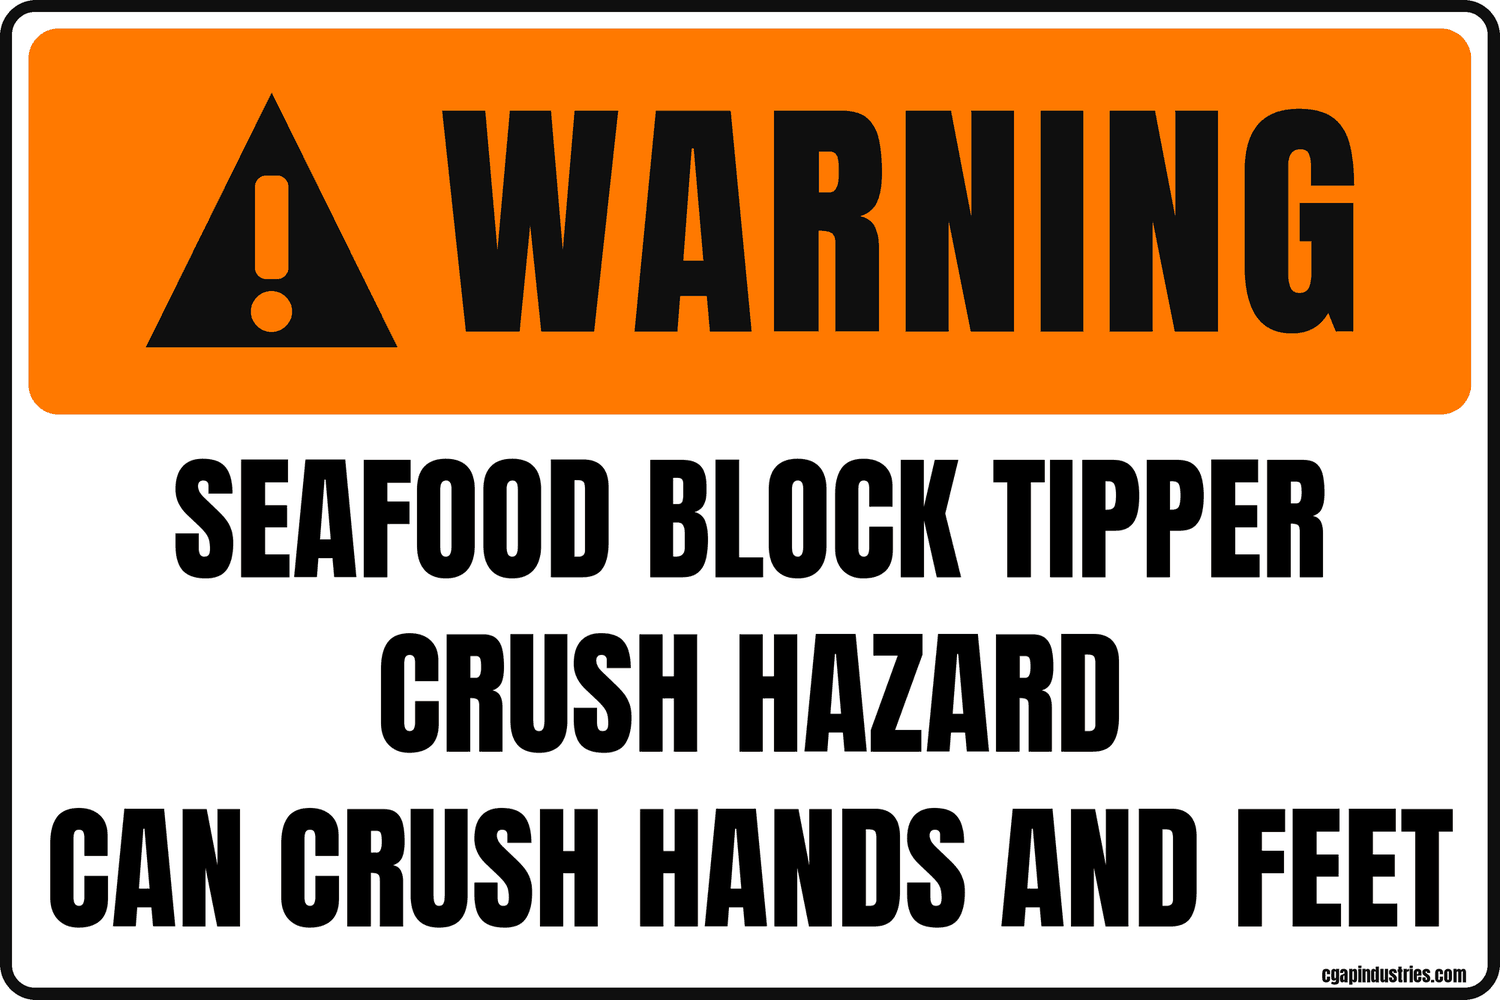 WARNING
SEAFOOD BLOCK TIPPER
CRUSH HAZARD
CAN CRUSH HANDS AND FEET
cgapindustries.com